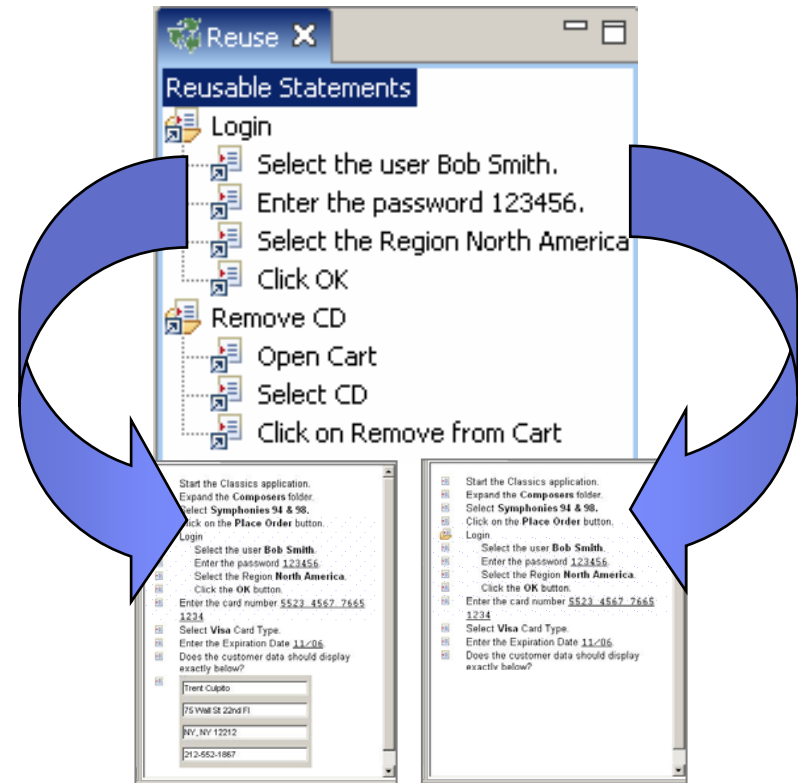 Reuse
Reusable Statements
Login
Select the user Bob Smith.
Enter the password 123456.
Select the Region North America
Click OK
Remove CD
Open Cart
Select CD
Click on Remove from Cart
Start the Classics application.
Expand the Composers folder.
Select Symphonies 94 & 98.
Click on the Place Order button.
Login
Select the user Bob Smith.
Enter the password 123456.
Select the Region North America.
Click the OK button.
Enter the card number 5523 4567 7665
1234
Select Visa Card Type.
Enter the Expiration Date 11/06.
Does the customer data should display
exactly below?
Trent Culpito
75 Wall St 22nd Fl
NY, NY 12212
212-552-1867
Start the Classics application.
Expand the Composers folder.
Select Symphonies 94 & 98.
Click on the Place Order button.
Login
Select the user Bob Smith.
Enter the password 123456.
Select the Region North America.
Click the OK button.
Enter the card number 5523 4567 7665
1234
Select Visa Card Type.
Enter the Expiration Date 11/06.
Does the customer data should display
exactly below?